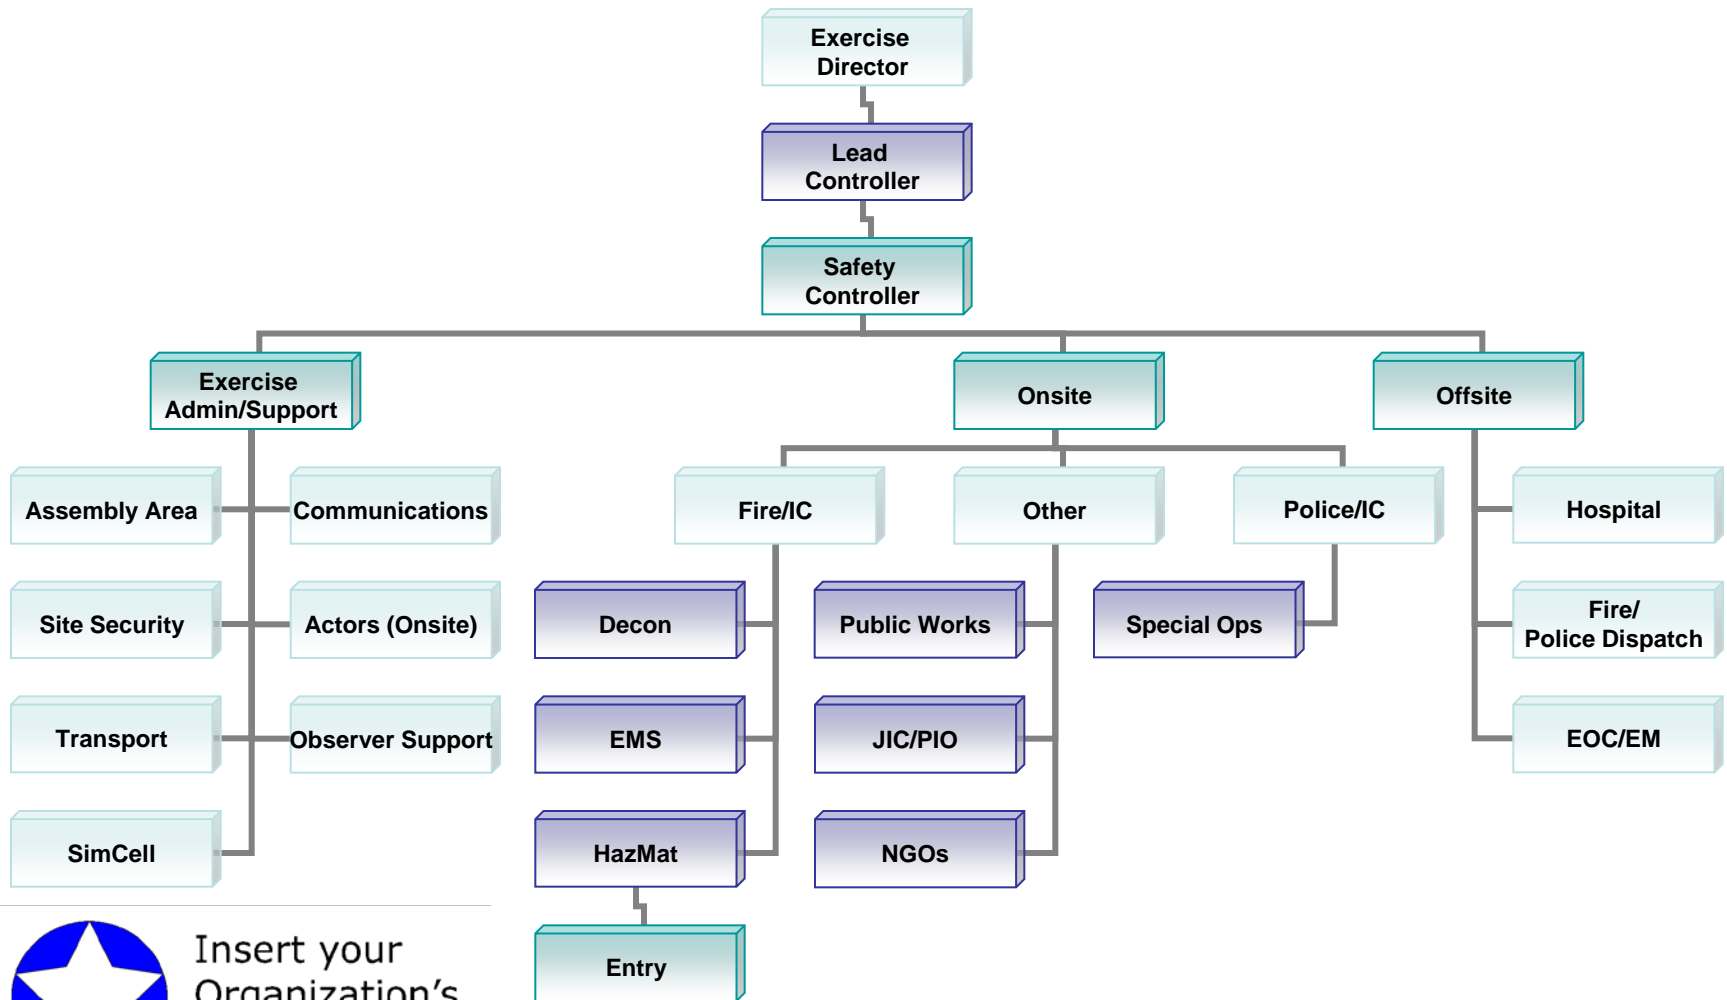 Exercise
Director
Lead
Controller
Safety
Controller
Exercise
Admin/Support
Onsite
Offsite
Assembly Area
Communications
Fire/IC
Other
Police/IC
Hospital
Site Security
Actors (Onsite)
Decon
Public Works
Special Ops
Fire/
Police Dispatch
Transport
Observer Support
EMS
JIC/PIO
EOC/EM
SimCell
HazMat
NGOs
Entry
Insert your
Organization's